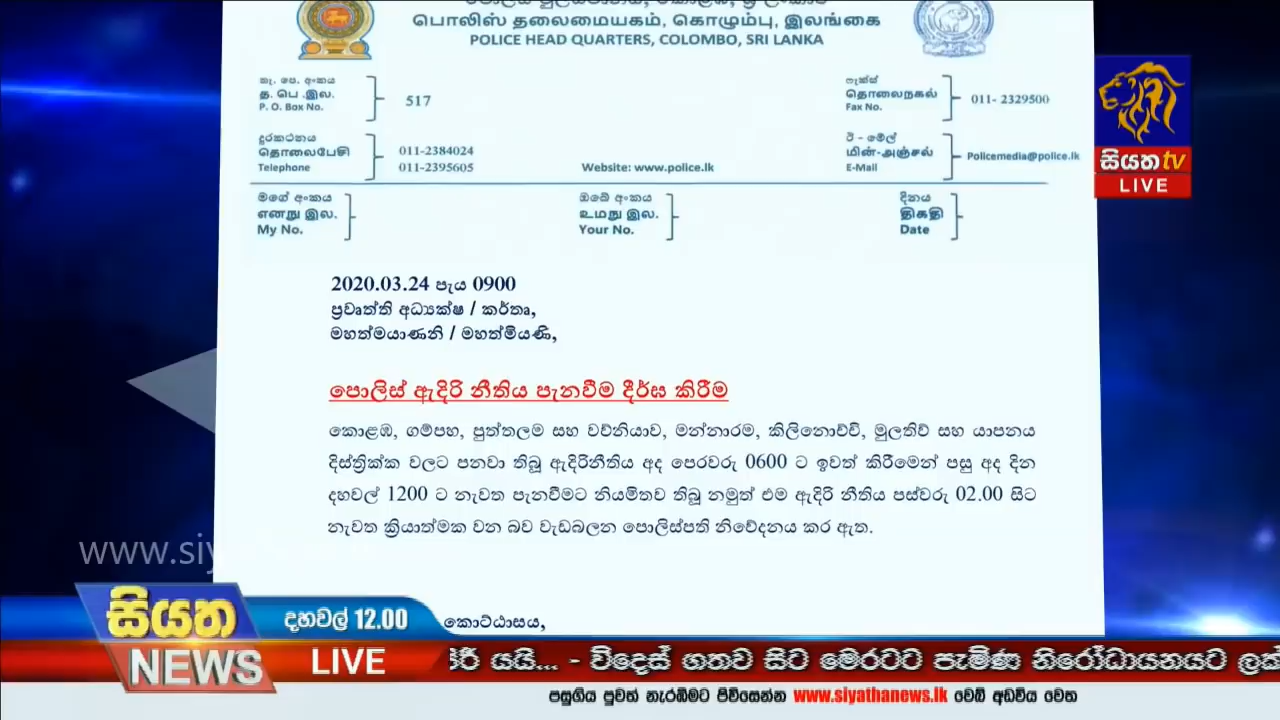 பொலிஸ் தலைமையகம், கொழும்பு, இலங்கை
POLICE HEAD QUARTERS, COLOMBO, SRI LANKA
තැ. පෙ. අංකය
த.பெ.இல.
P. O. Box No.
517
ෆැක්ස්
தொலைநகல்
Fax No.
011- 2329500
දුරකථනය
தொலைபேசி
Telephone
011-2384024
011-2395605
Website: www.police.lk
ඊ - මේල්
மின்-அஞ்சல்
E-Mail
Policemedia@police.lk
මගේ අංකය
எனது இல.
My No.
ඔබේ අංකය
உமது இல.
Your No.
දිනය
திகதி
Date
සියත tv
LIVE
2020.03.24 පැය 0900
ප්‍රවෘත්ති අධ්‍යක්ෂ / කර්තෘ,
මහත්මයාණනි / මහත්මියණි,
පොලිස් ඇඳිරි නීතිය පැනවීම දීර්ඝ කිරීම
කොළඹ, ගම්පහ, පුත්තලම සහ වව්නියාව, මන්නාරම, කිලිනොච්චි, මුලතිව් සහ යාපනය
දිස්ත්‍රික්ක වලට පනවා තිබූ ඇඳිරිනීතිය අද පෙරවරු 0600 ට ඉවත් කිරීමෙන් පසු අද දින
දහවල් 1200 ට නැවත පැනවීමට නියමිතව තිබූ නමුත් එම ඇඳිරි නීතිය පස්වරු 02.00 සිට
නැවත ක්‍රියාත්මක වන බව වැඩබලන පොලිස්පති නිවේදනය කර ඇත.
www.siy
සියත
NEWS
දහවල් 12.00
කොට්ඨාසය,
LIVE
යයි... - විදෙස් ගතව සිට මෙරටට පැමිණ නිරෝධායනයට ලක්
පසුගිය පුවත් නැරඹීමට පිවිසෙන්න www.siyathanews.lk වෙබ් අඩවිය වෙත